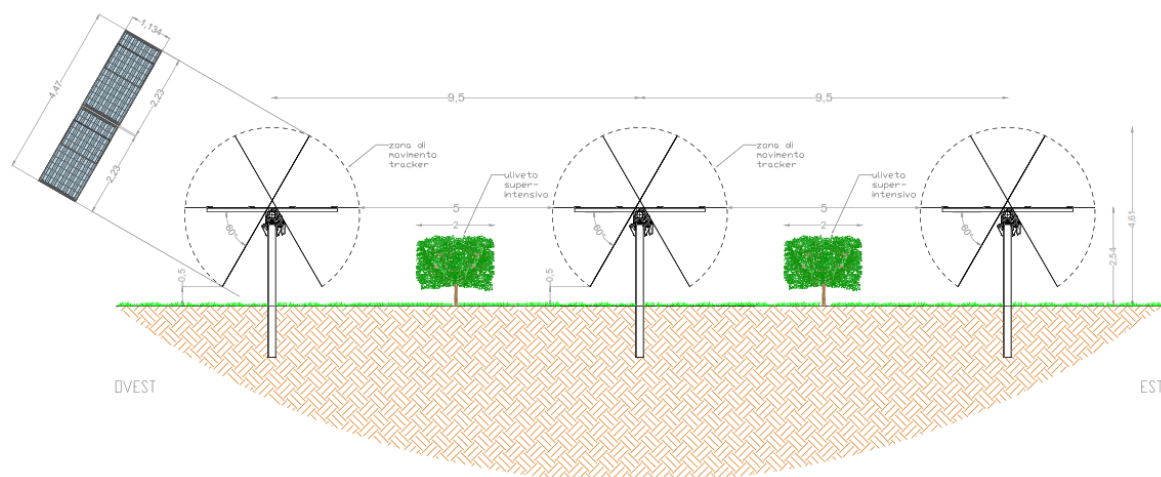 1,134
4,47
2,23
2,23
9,5
9,5
zona di
movimento
tracker
zona di
movimento
tracker
uliveto
super-
intensivo
uliveto
super-
intensivo
5
5
2
2
60°
60°
60°
0,5
0,5
2,54
4,61
OVEST
EST